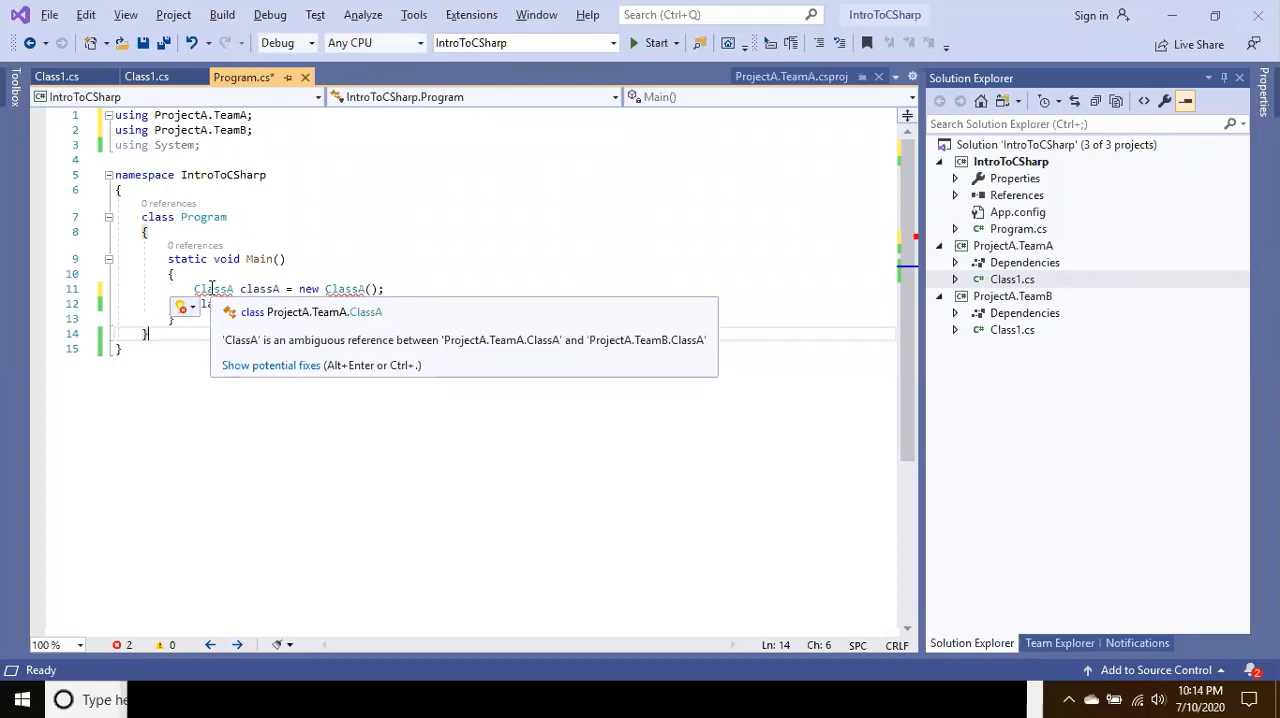 File Edit View Project Build Debug Test Analyze Tools Extensions Window Help Search (Ctrl+Q) IntroToCSharp Sign in
Debug Any CPU IntroToCSharp Start Live Share
Toolbox
Class1.cs Class1.cs Program.cs* ProjectA.TeamA.csproj
IntroToCSharp IntroToCSharp.Program Main()
1 using ProjectA.TeamA;
2 using ProjectA.TeamB;
3 using System;
4
5 namespace IntroToCSharp
6 {
0 references
7 class Program
8 {
0 references
9 static void Main()
10 {
11 ClassA classA = new ClassA();
12
13 }
14 }
15 }
class ProjectA.TeamA.ClassA
'ClassA' is an ambiguous reference between 'ProjectA.TeamA.ClassA' and 'ProjectA.TeamB.ClassA'
Show potential fixes (Alt+Enter or Ctrl+.)
100 % 2 0 Ln: 14 Ch: 6 SPC CRLF
Solution Explorer
Search Solution Explorer (Ctrl+;)
Solution 'IntroToCSharp' (3 of 3 projects)
IntroToCSharp
Properties
References
App.config
Program.cs
ProjectA.TeamA
Dependencies
Class1.cs
ProjectA.TeamB
Dependencies
Class1.cs
Solution Explorer Team Explorer Notifications
Properties
Ready Add to Source Control 2
Type he
10:14 PM
7/10/2020